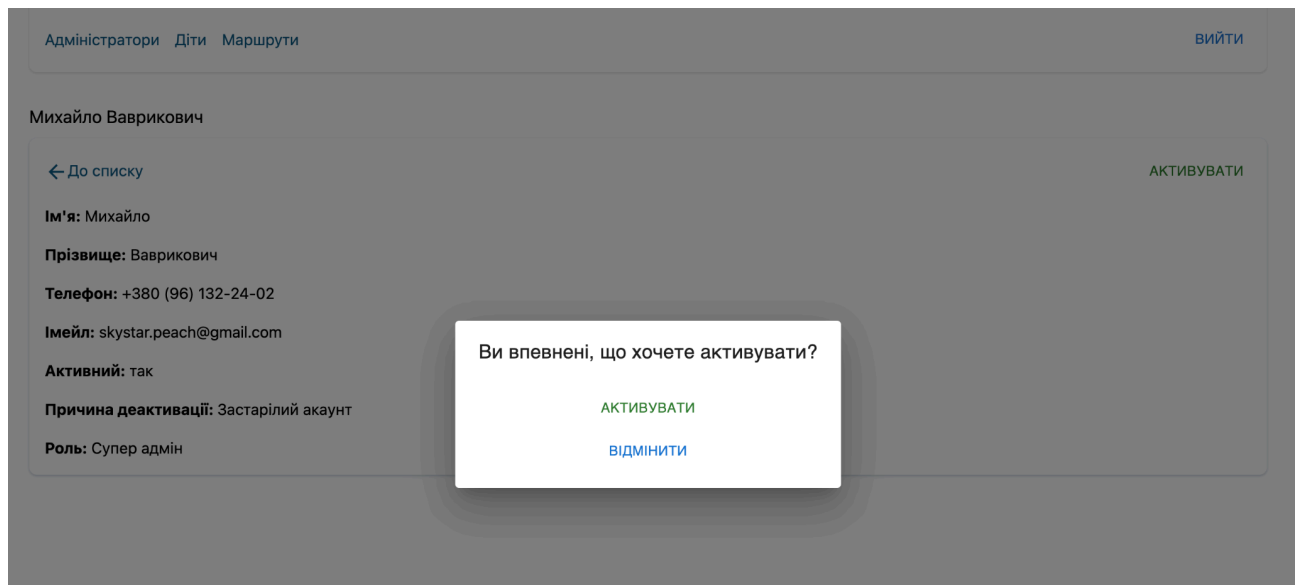 Адміністратори Діти Маршрути ВИЙТИ
Михайло Ваврикович
До списку АКТИВУВАТИ
Ім'я: Михайло
Прізвище: Ваврикович
Телефон: +380 (96) 132-24-02
Імейл: skystar.peach@gmail.com
Активний: так
Причина деактивації: Застарілий акаунт
Роль: Супер адмін
Ви впевнені, що хочете активувати?
АКТИВУВАТИ
ВІДМІНИТИ